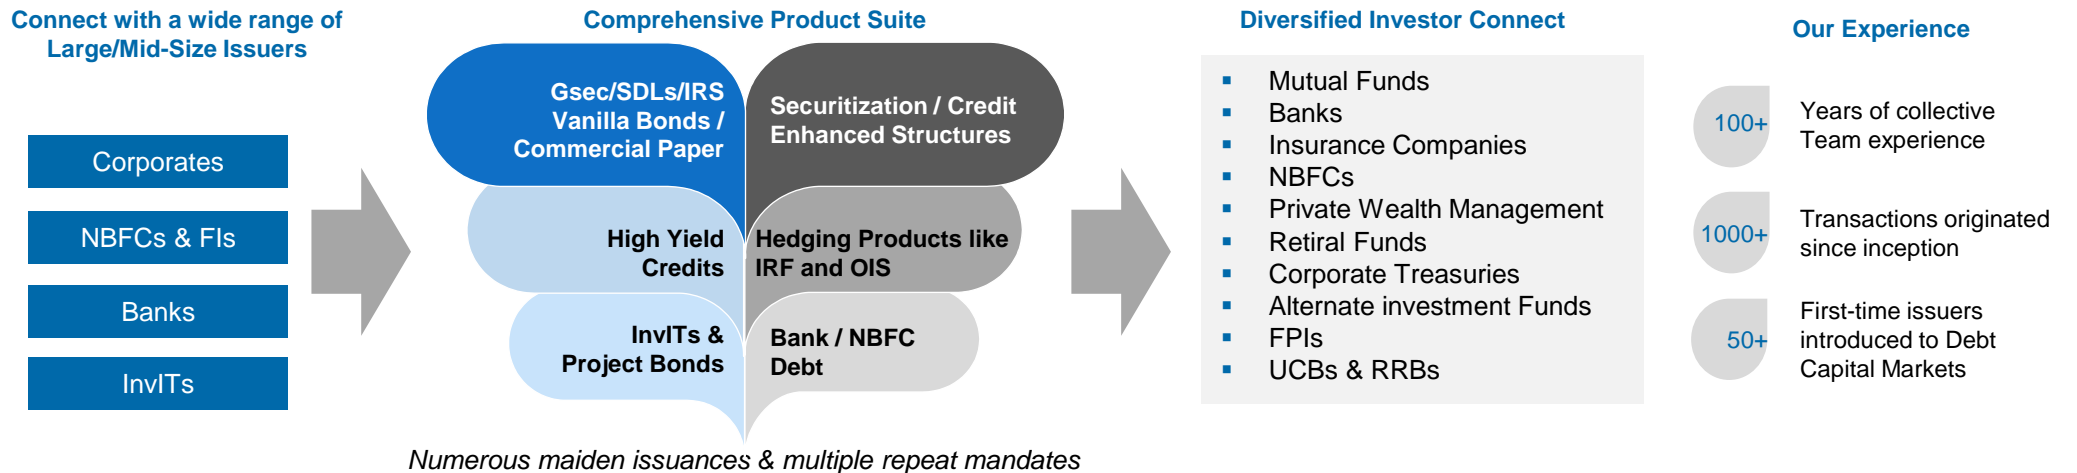 Connect with a wide range of
Large/Mid-Size Issuers
Corporates
NBFCs & FIs
Banks
InvITs
Comprehensive Product Suite
Gsec/SDLs/IRS
Vanilla Bonds /
Commercial Paper
Securitization / Credit
Enhanced Structures
High Yield
Credits
Hedging Products like
IRF and OIS
InvITs &
Project Bonds
Bank / NBFC
Debt
Numerous maiden issuances & multiple repeat mandates
Diversified Investor Connect
▪ Mutual Funds
▪ Banks
▪ Insurance Companies
▪ NBFCs
▪ Private Wealth Management
▪ Retiral Funds
▪ Corporate Treasuries
▪ Alternate investment Funds
▪ FPIs
▪ UCBs & RRBs
Our Experience
100+
Years of collective
Team experience
1000+
Transactions originated
since inception
50+
First-time issuers
introduced to Debt
Capital Markets